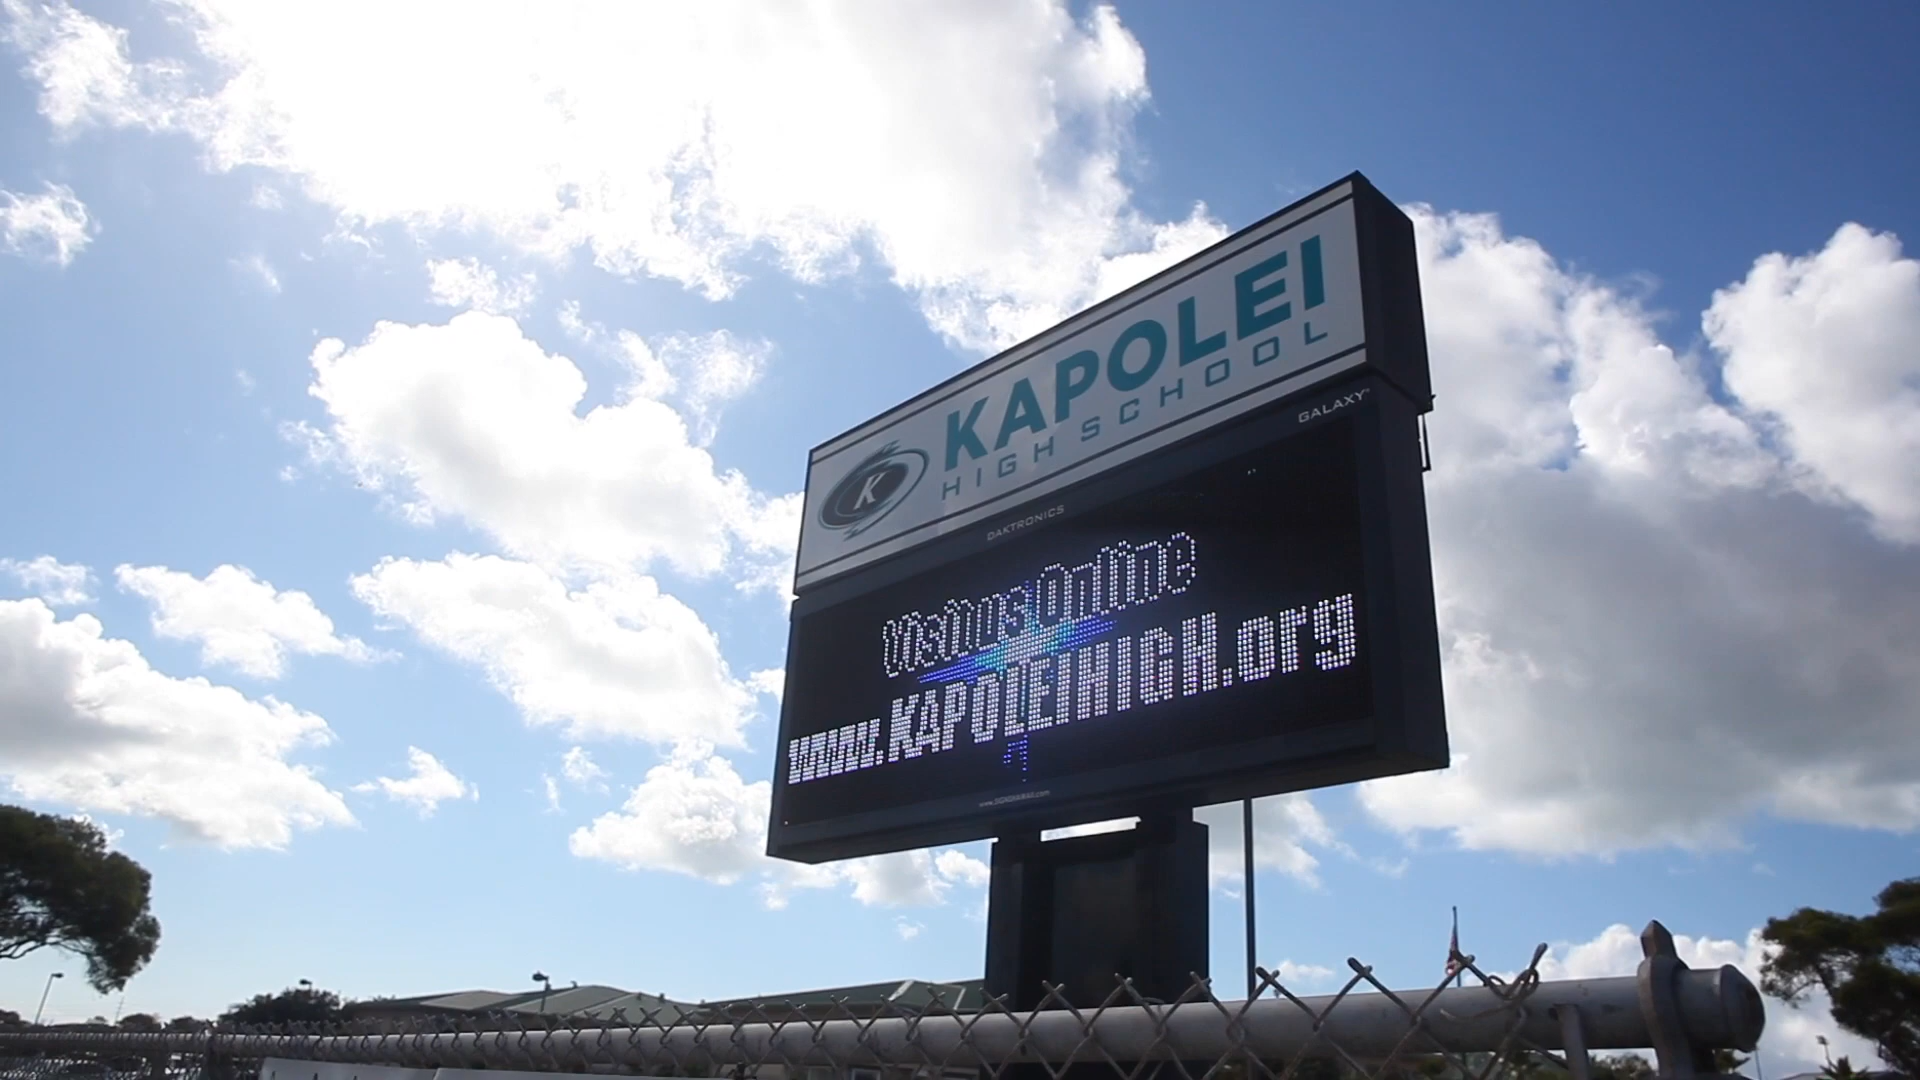 K
KAPOLEI
HIGH SCHOOL
GALAXY
DAKTRONICS
Visit us Online
www.KAPOLEIHIGH.org